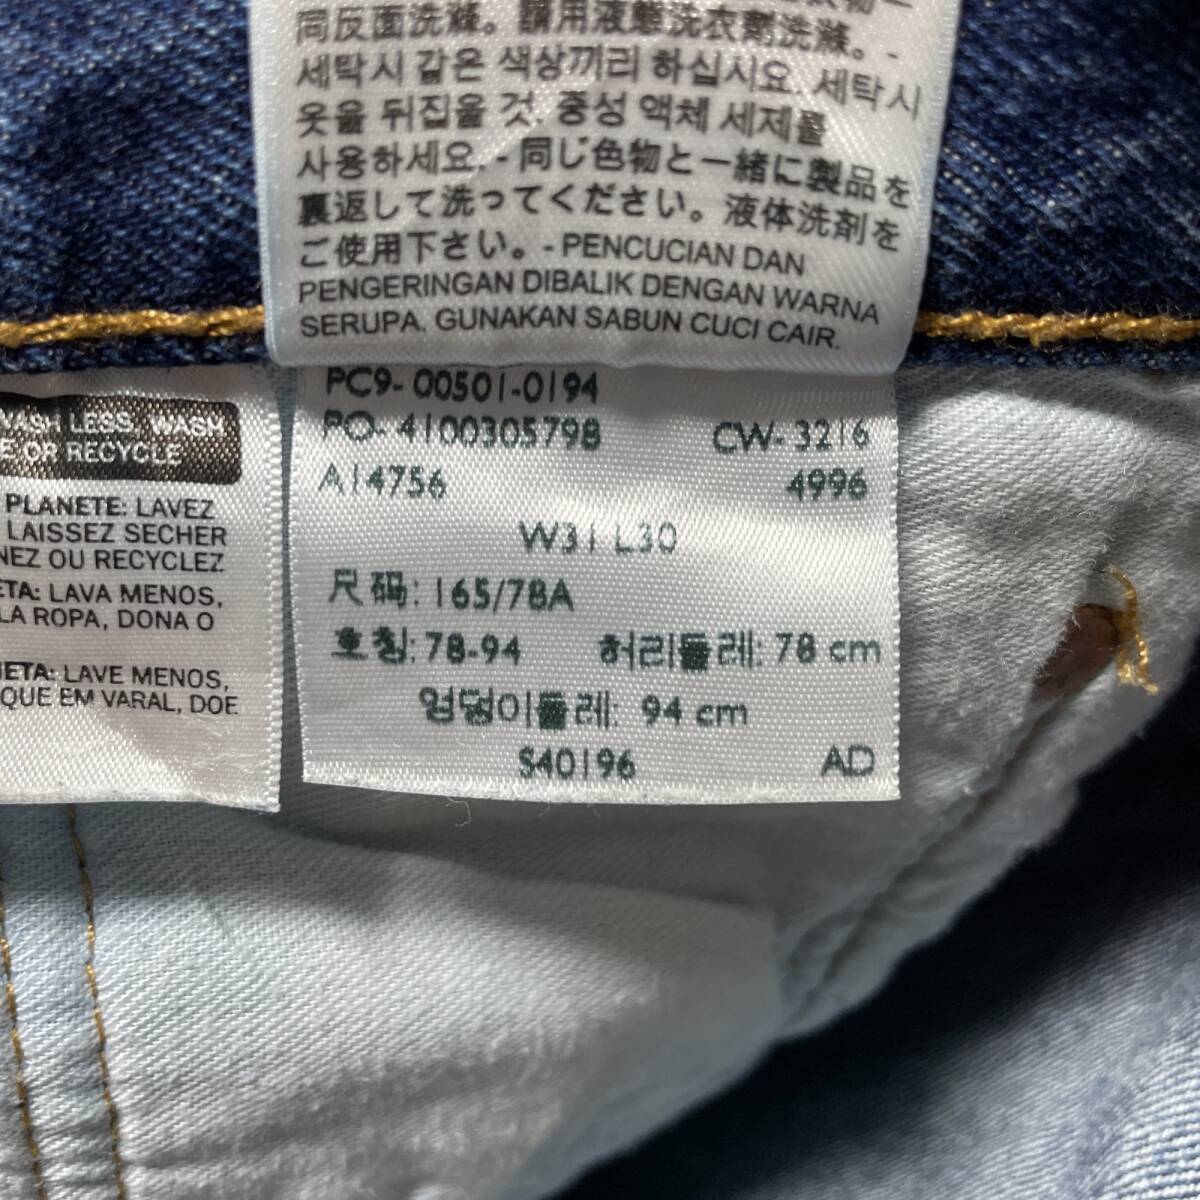 同反面洗滌。請用液態洗衣劑洗滌。-
세탁시 같은 색상끼리 하십시요. 세탁시
옷을 뒤집을 것. 중성 액체 세제를
사용하세요. - 同じ色物と一緒に製品を
裏返して洗ってください。液体洗剤を
ご使用下さい。- PENCUCIAN DAN
PENGERINGAN DIBALIK DENGAN WARNA
SERUPA. GUNAKAN SABUN CUCI CAIR.
PC9- 00501-0194
PO- 4100305798 CW- 3216
A14756 4996
W31 L30
尺码: 165/78A
호칭: 78-94 허리둘레: 78 cm
엉덩이둘레: 94 cm
S40196 AD
WASH LESS, WASH
OR RECYCLE
PLANETE: LAVEZ
LAISSEZ SECHER
NEZ OU RECYCLEZ
ETA: LAVA MENOS,
LA ROPA, DONA O
NETA: LAVE MENOS,
QUE EM VARAL, DOE